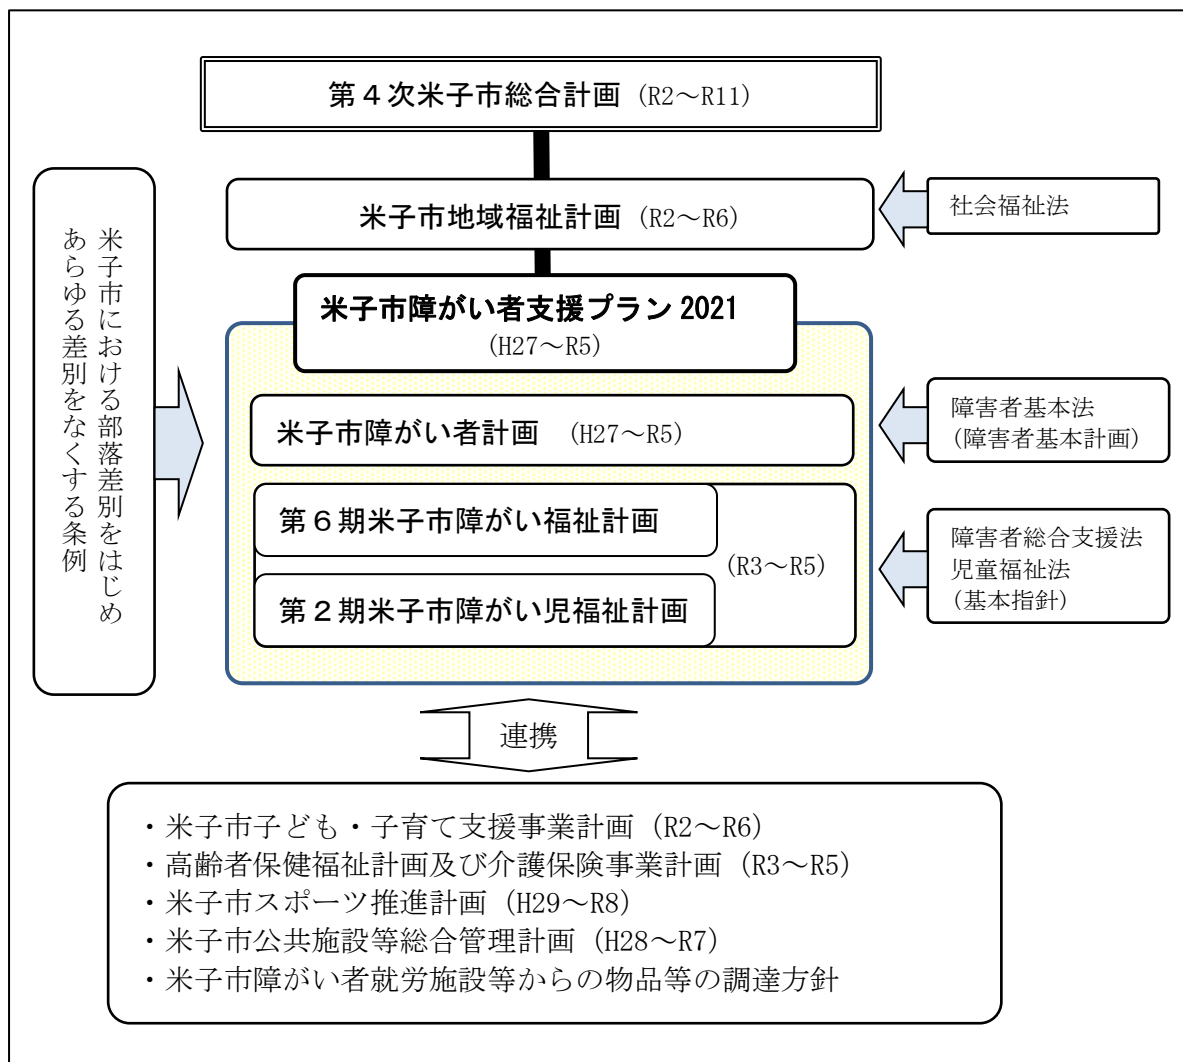 第４次米子市総合計画（R2～R11）
米子市地域福祉計画（R2～R6）
社会福祉法
米子市における部落差別をはじめ
あらゆる差別をなくする条例
米子市障がい者支援プラン 2021
（H27～R5）
米子市障がい者計画　（H27～R5）
障害者基本法
（障害者基本計画）
第６期米子市障がい福祉計画
（R3～R5）
第２期米子市障がい児福祉計画
障害者総合支援法
児童福祉法
（基本指針）
連携
・米子市子ども・子育て支援事業計画（R2～R6）
・高齢者保健福祉計画及び介護保険事業計画（R3～R5）
・米子市スポーツ推進計画（H29～R8）
・米子市公共施設等総合管理計画（H28～R7）
・米子市障がい者就労施設等からの物品等の調達方針